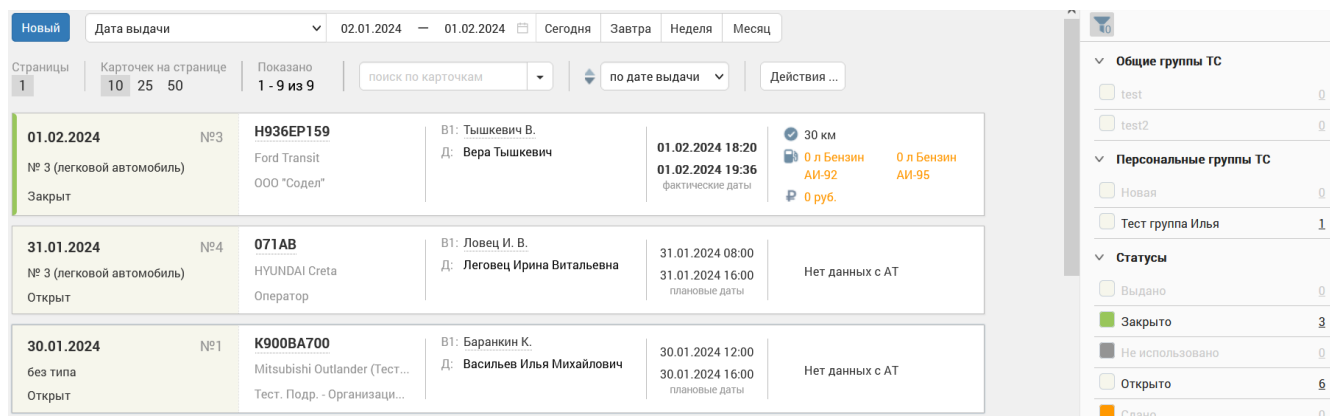 Новый Дата выдачи 02.01.2024 — 01.02.2024 Сегодня Завтра Неделя Месяц
Страницы Карточек на странице Показано
1 10 25 50 1 - 9 из 9 поиск по карточкам по дате выдачи Действия ...
01.02.2024 №3
№ 3 (легковой автомобиль)
Закрыт
Н936ЕР159
Ford Transit
ООО "Содел"
В1: Тышкевич В.
Д: Вера Тышкевич
01.02.2024 18:20
01.02.2024 19:36
фактические даты
30 км
0 л Бензин АИ-92
0 л Бензин АИ-95
0 руб.
31.01.2024 №4
№ 3 (легковой автомобиль)
Открыт
071АВ
HYUNDAI Creta
Оператор
В1: Ловец И. В.
Д: Леговец Ирина Витальевна
31.01.2024 08:00
31.01.2024 16:00
плановые даты
Нет данных с АТ
30.01.2024 №1
без типа
Открыт
К900ВА700
Mitsubishi Outlander (Тест...
Тест. Подр. - Организаци...
В1: Баранкин К.
Д: Васильев Илья Михайлович
30.01.2024 12:00
30.01.2024 16:00
плановые даты
Нет данных с АТ
0
Общие группы ТС
test 0
test2 0
Персональные группы ТС
Новая 0
Тест группа Илья 1
Статусы
Выдано 0
Закрыто 3
Не использовано 0
Открыто 6
Сдано 0